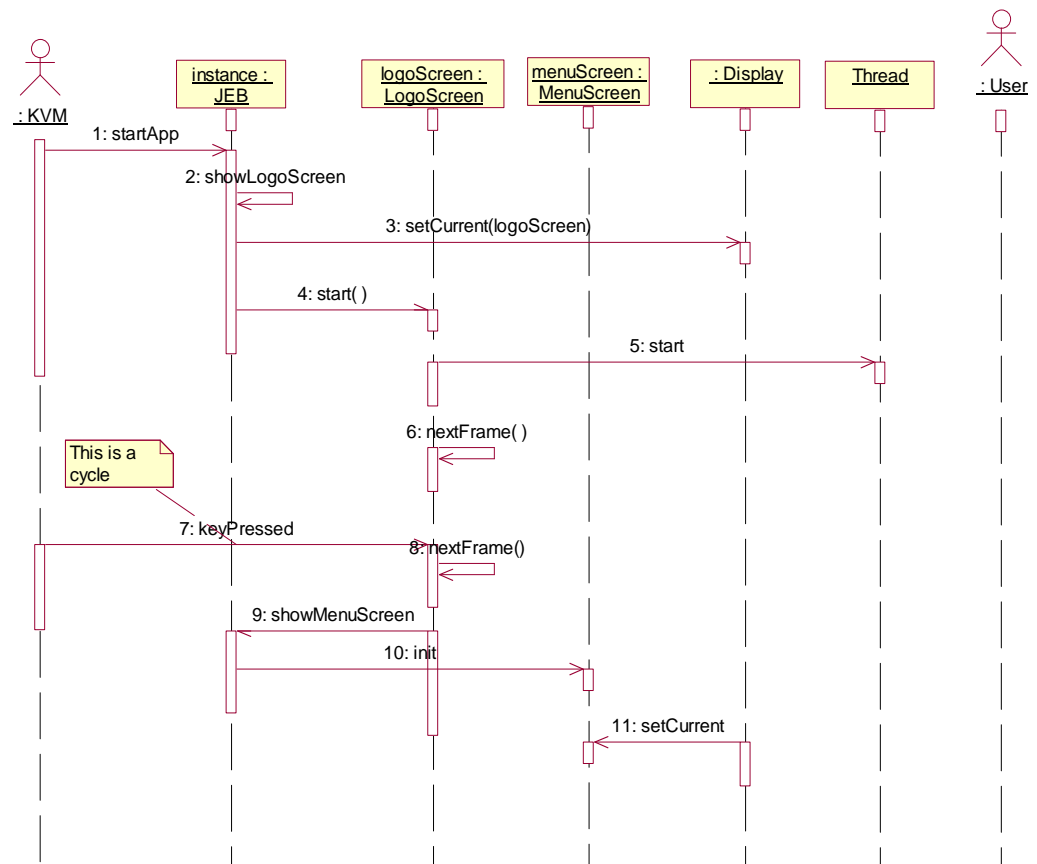 : KVM
instance :
JEB
logoScreen :
LogoScreen
menuScreen :
MenuScreen
: Display
Thread
: User
1: startApp
2: showLogoScreen
3: setCurrent(logoScreen)
4: start( )
5: start
6: nextFrame( )
This is a
cycle
7: keyPressed
8: nextFrame()
9: showMenuScreen
10: init
11: setCurrent